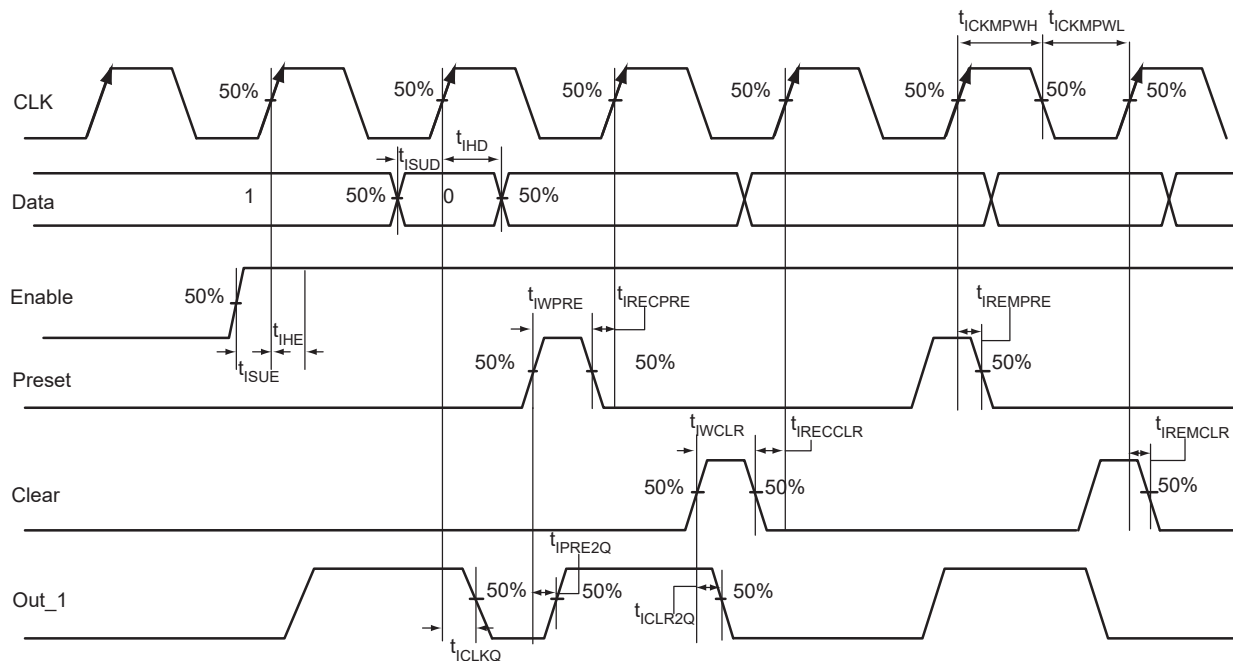 tICKMPWH tICKMPWL
CLK 50% 50% 50% 50% 50% 50% 50%
tISUD tIHD
Data 1 50% 0 50%
Enable 50% tIHE tISUE
tIWPRE tIRECPRE tIREMPRE
Preset 50% 50% 50%
tIWCLR tIRECCLR tIREMCLR
Clear 50% 50% 50%
tIPRE2Q
Out_1 50% 50% tICLR2Q 50%
tICLKQ